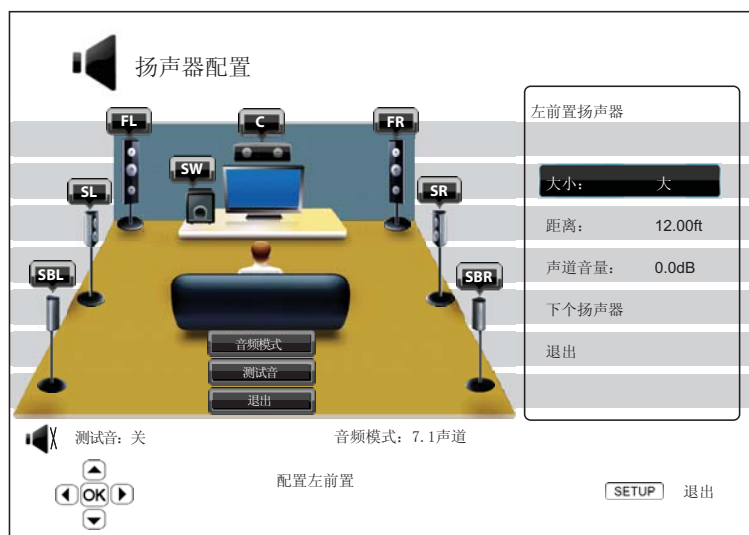 扬声器配置
FL
C
FR
SW
SL
SR
SBL
SBR
音频模式
测试音
退出
左前置扬声器
大小： 大
距离： 12.00ft
声道音量： 0.0dB
下个扬声器
退出
测试音：关
音频模式：7.1声道
OK
配置左前置
SETUP 退出